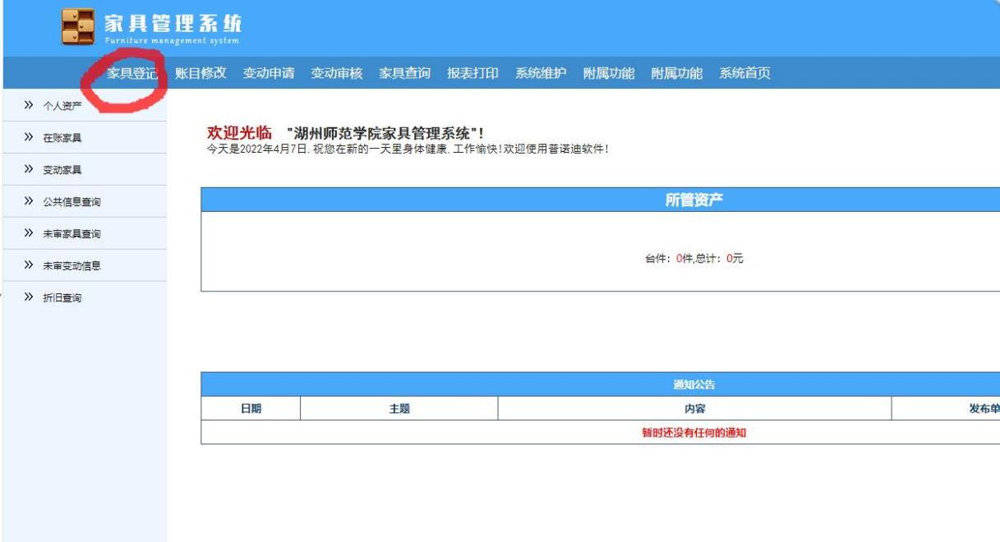 家具管理系统
Furniture management system
家具登记 账目修改 变动申请 变动审核 家具查询 报表打印 系统维护 附属功能 附属功能 系统首页
个人资产
在账家具
变动家具
公共信息查询
未审家具查询
未审变动信息
折旧查询
欢迎光临 "湖州师范学院家具管理系统"!
今天是2022年4月7日,祝您在新的一天里身体健康,工作愉快!欢迎使用普诺迪软件!
所管资产
台件：0件,总计：0元
通知公告
日期 主题 内容 发布单
暂时还没有任何的通知